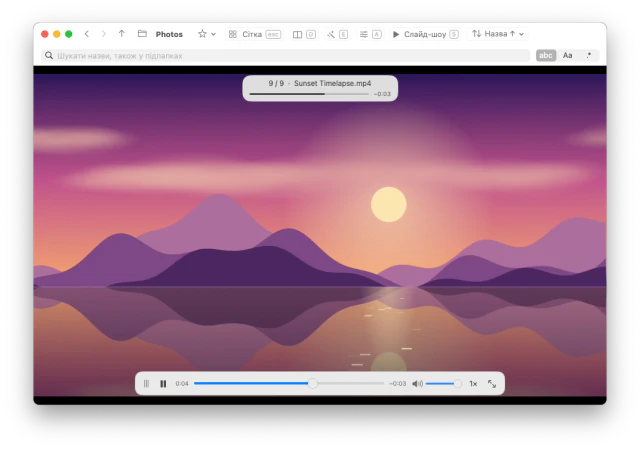 Photos Сітка esc D E A Слайд-шоу S Назва ↑
Шукати назви, також у підпапках abc Aa .*
9 / 9 · Sunset Timelapse.mp4
−0:03
0:04 −0:03 1x